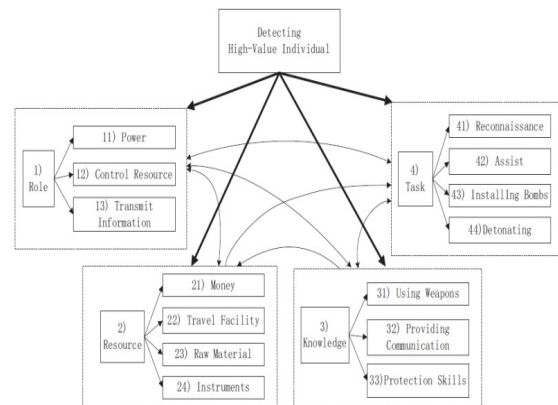 Detecting
High-Value Individual
1)
Role
11) Power
12) Control Resource
13) Transmit
Information
4)
Task
41) Reconnaissance
42) Assist
43) InstallIng Bombs
44)Detonating
2)
Resource
21) Money
22) Travel Facility
23) Raw Material
24) Instruments
3)
Knowledge
31) Using Weapons
32) Providing
Communication
33)Protection Skills